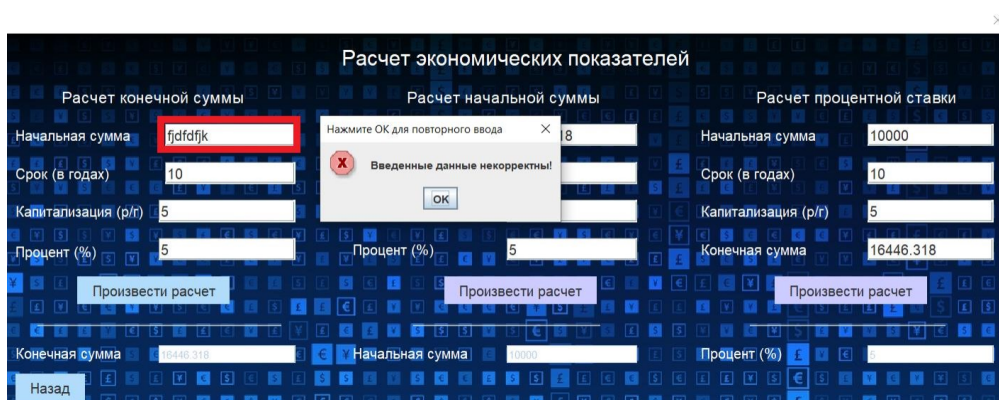 Расчет экономических показателей
Расчет конечной суммы
Расчет начальной суммы
Расчет процентной ставки
Начальная сумма
fjdfdfjk
Срок (в годах)
10
Капитализация (р/г)
5
Процент (%)
5
Произвести расчет
Конечная сумма
16446.318
Назад
Нажмите ОК для повторного ввода
18
Введенные данные некорректны!
OK
Процент (%)
5
Произвести расчет
Начальная сумма
10000
Начальная сумма
10000
Срок (в годах)
10
Капитализация (р/г)
5
Конечная сумма
16446.318
Произвести расчет
Процент (%)
5